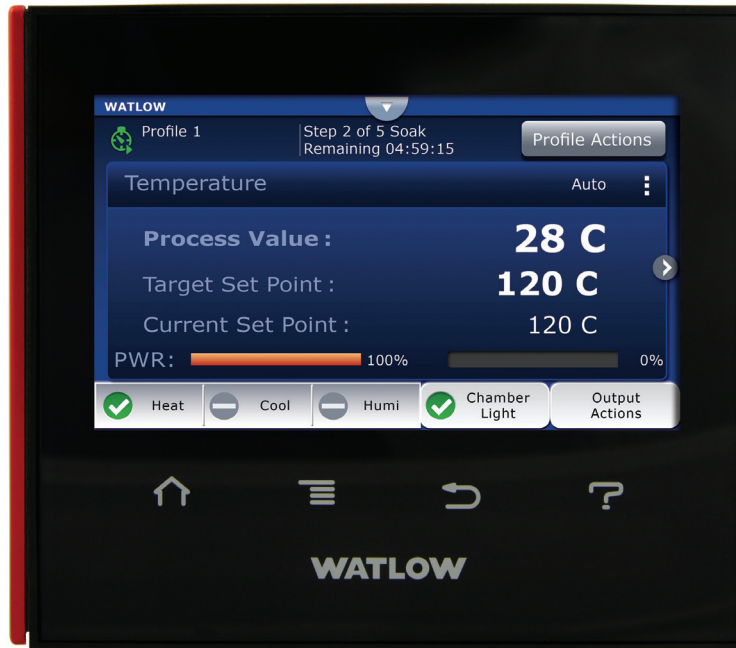 WATLOW
Profile 1
Step 2 of 5 Soak
Remaining 04:59:15
Profile Actions
Temperature
Auto
Process Value :
28 C
Target Set Point :
120 C
Current Set Point :
120 C
PWR:
100%
0%
Heat
Cool
Humi
Chamber
Light
Output
Actions
WATLOW